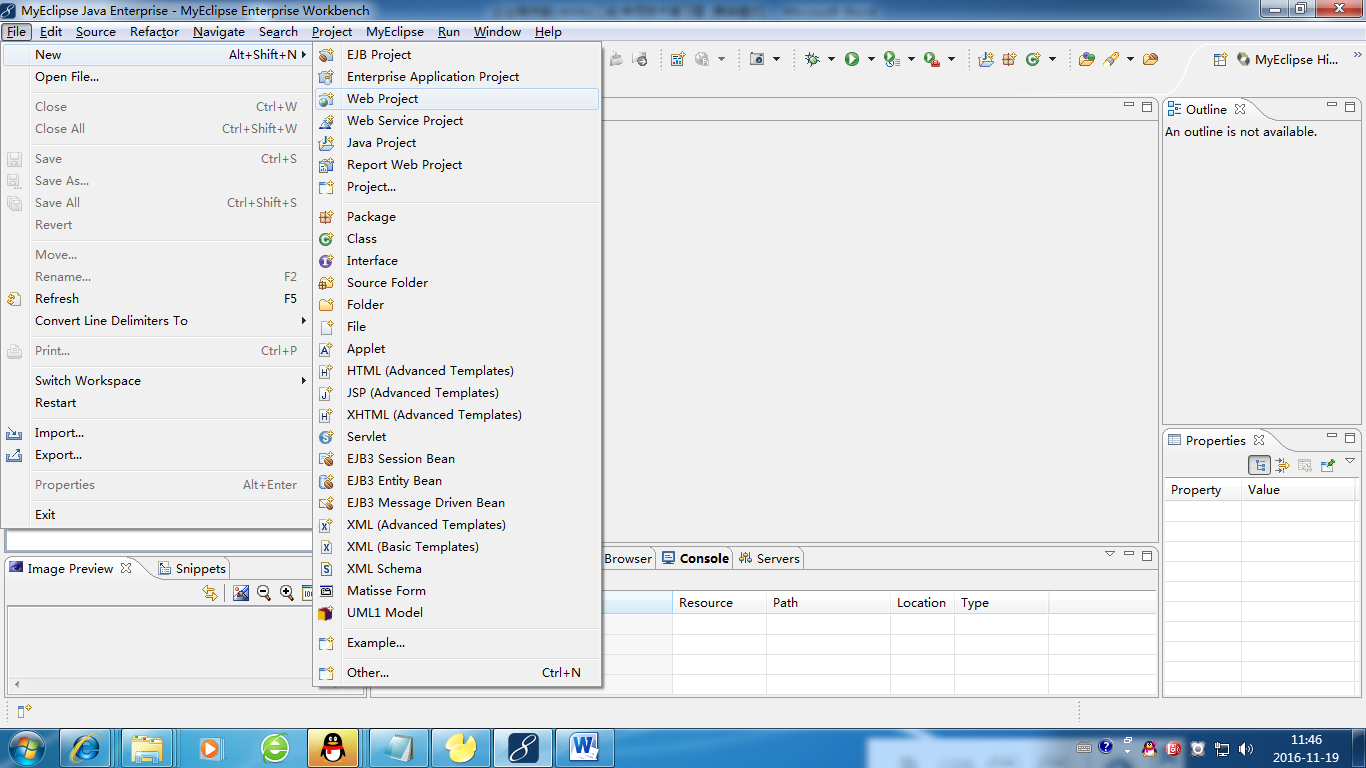 MyEclipse Java Enterprise - MyEclipse Enterprise Workbench
File Edit Source Refactor Navigate Search Project MyEclipse Run Window Help
New Alt+Shift+N
Open File...
Close Ctrl+W
Close All Ctrl+Shift+W
Save Ctrl+S
Save As...
Save All Ctrl+Shift+S
Revert
Move...
Rename... F2
Refresh F5
Convert Line Delimiters To
Print... Ctrl+P
Switch Workspace
Restart
Import...
Export...
Properties Alt+Enter
Exit
EJB Project
Enterprise Application Project
Web Project
Web Service Project
Java Project
Report Web Project
Project...
Package
Class
Interface
Source Folder
Folder
File
Applet
HTML (Advanced Templates)
JSP (Advanced Templates)
XHTML (Advanced Templates)
Servlet
EJB3 Session Bean
EJB3 Entity Bean
EJB3 Message Driven Bean
XML (Advanced Templates)
XML (Basic Templates)
XML Schema
Matisse Form
UML1 Model
Example...
Other... Ctrl+N
MyEclipse Hi...
Outline
An outline is not available.
Properties
Property Value
Image Preview Snippets
Browser Console Servers
Resource Path Location Type
11:46
2016-11-19